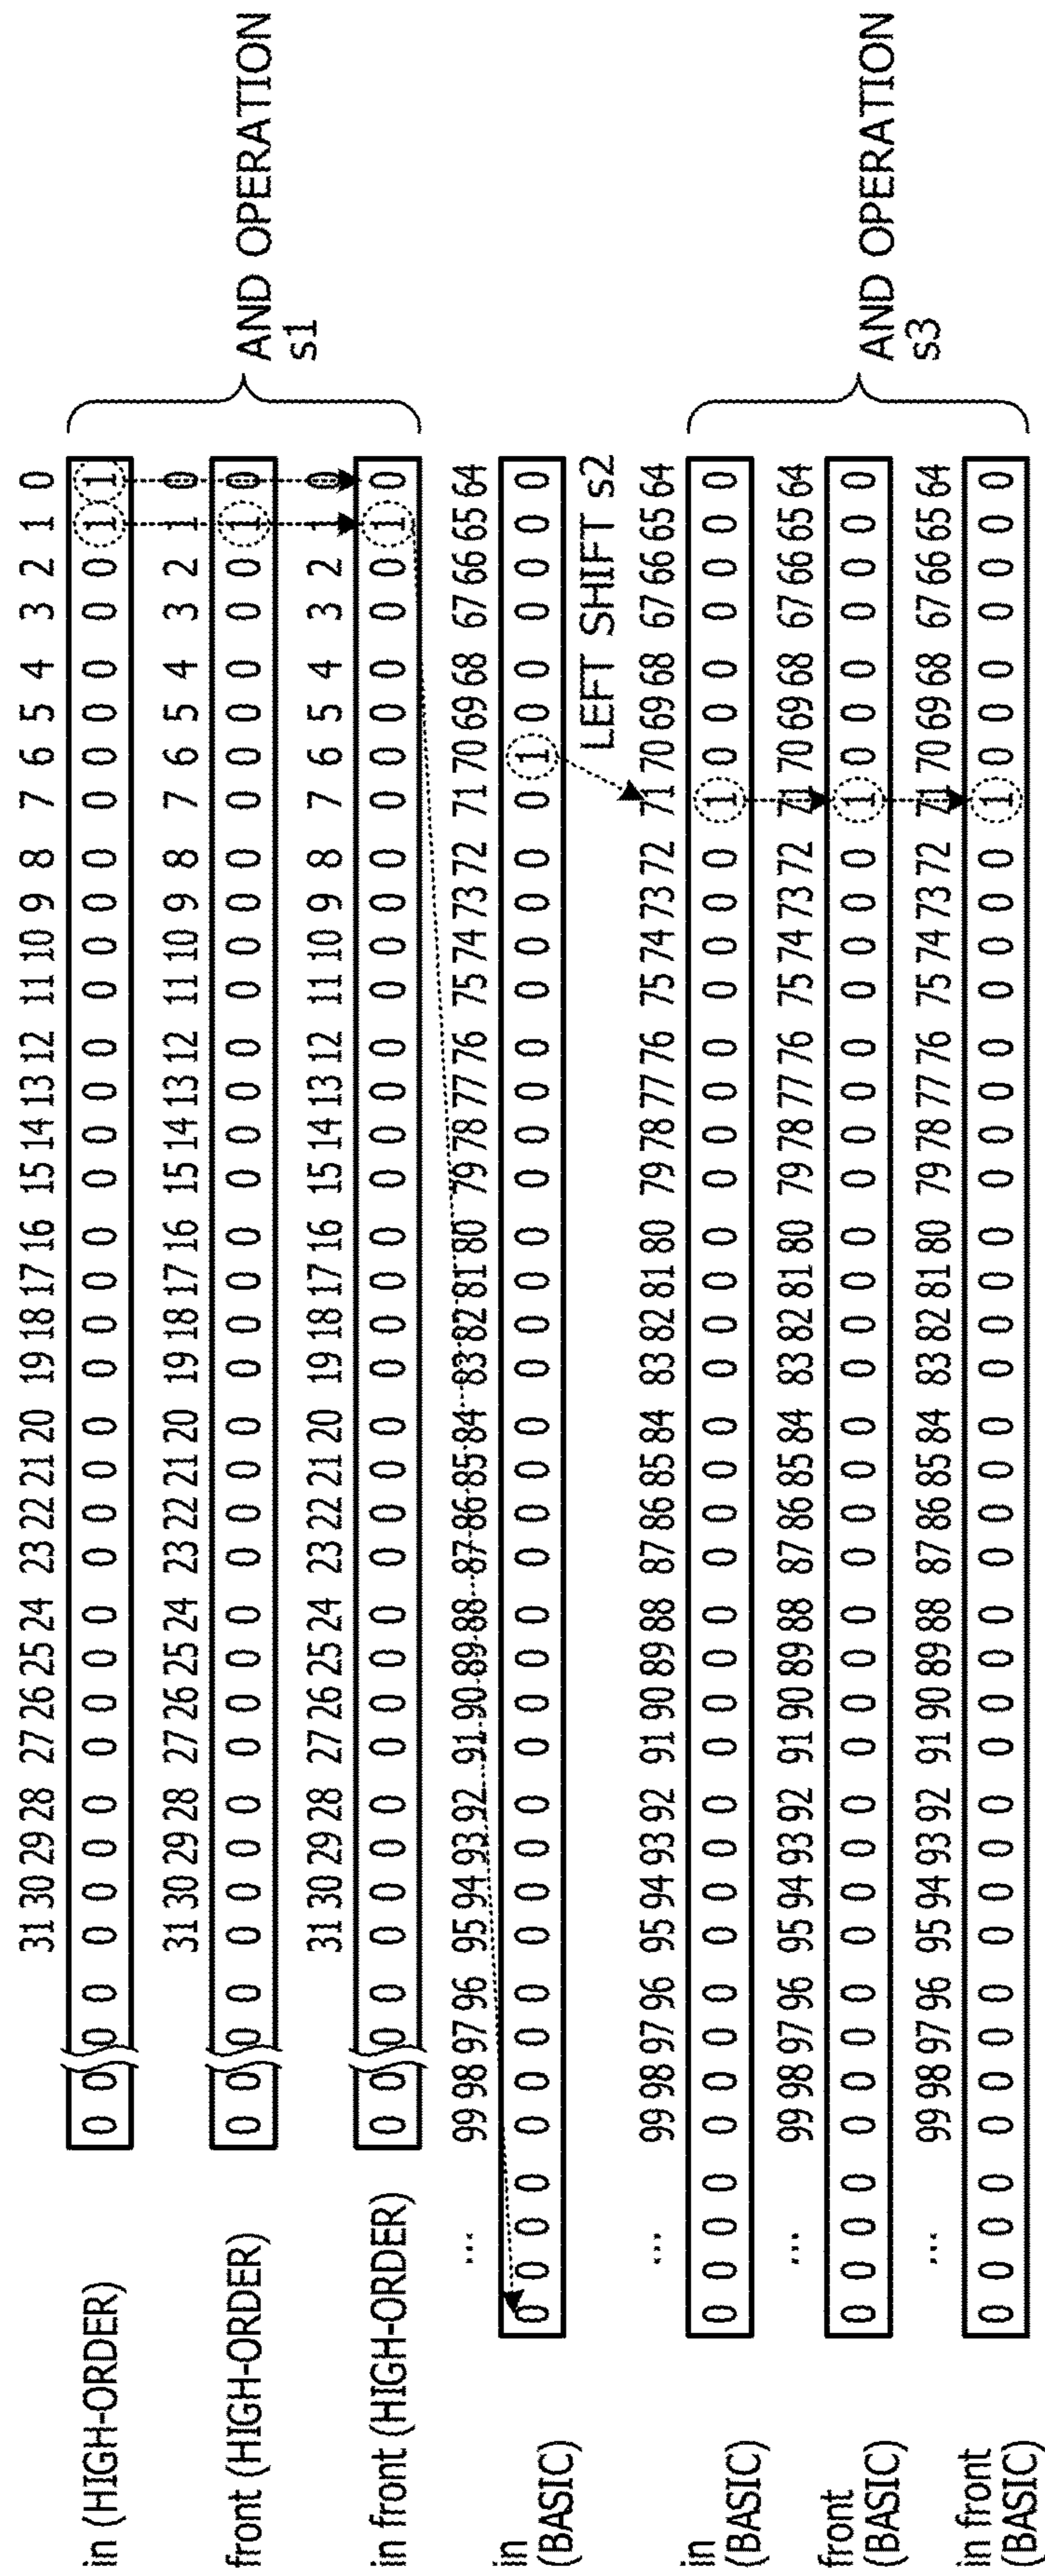 31 30 29 28 27 26 25 24 23 22 21 20 19 18 17 16 15 14 13 12 11 10 9 8 7 6 5 4 3 2 1 0
in (HIGH-ORDER) 0 0 0 0 0 0 0 0 0 0 0 0 0 0 0 0 0 0 0 0 0 0 0 0 0 0 0 0 0 0 0 0 0 0 1 1
31 30 29 28 27 26 25 24 23 22 21 20 19 18 17 16 15 14 13 12 11 10 9 8 7 6 5 4 3 2 1 0
front (HIGH-ORDER) 0 0 0 0 0 0 0 0 0 0 0 0 0 0 0 0 0 0 0 0 0 0 0 0 0 0 0 0 0 0 0 0 0 0 1 0
AND OPERATION
s1
31 30 29 28 27 26 25 24 23 22 21 20 19 18 17 16 15 14 13 12 11 10 9 8 7 6 5 4 3 2 1 0
in front (HIGH-ORDER) 0 0 0 0 0 0 0 0 0 0 0 0 0 0 0 0 0 0 0 0 0 0 0 0 0 0 0 0 0 0 0 0 0 0 1 0
... 99 98 97 96 95 94 93 92 91 90 89 88 87 86 85 84 83 82 81 80 79 78 77 76 75 74 73 72 71 70 69 68 67 66 65 64
in
(BASIC) 0 0 0 0 0 0 0 0 0 0 0 0 0 0 0 0 0 0 0 0 0 0 0 0 0 0 0 0 0 0 0 0 0 1 0 0 0 0 0 0
LEFT SHIFT s2
... 99 98 97 96 95 94 93 92 91 90 89 88 87 86 85 84 83 82 81 80 79 78 77 76 75 74 73 72 71 70 69 68 67 66 65 64
in
(BASIC) 0 0 0 0 0 0 0 0 0 0 0 0 0 0 0 0 0 0 0 0 0 0 0 0 0 0 0 0 0 0 0 0 1 0 0 0 0 0 0 0
... 99 98 97 96 95 94 93 92 91 90 89 88 87 86 85 84 83 82 81 80 79 78 77 76 75 74 73 72 71 70 69 68 67 66 65 64
front
(BASIC) 0 0 0 0 0 0 0 0 0 0 0 0 0 0 0 0 0 0 0 0 0 0 0 0 0 0 0 0 0 0 0 0 1 0 0 0 0 0 0 0
AND OPERATION
s3
... 99 98 97 96 95 94 93 92 91 90 89 88 87 86 85 84 83 82 81 80 79 78 77 76 75 74 73 72 71 70 69 68 67 66 65 64
in front
(BASIC) 0 0 0 0 0 0 0 0 0 0 0 0 0 0 0 0 0 0 0 0 0 0 0 0 0 0 0 0 0 0 0 0 1 0 0 0 0 0 0 0